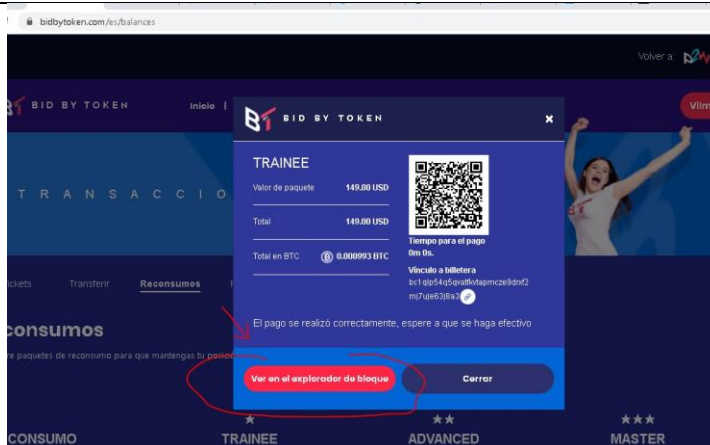 bidbytoken.com/es/balances
Volver a:
BID BY TOKEN
Inicio
BID BY TOKEN
×
TRANSACCIO
TRAINEE
Valor de paquete 149.00 USD
Total 149.00 USD
Total en BTC 0.000993 BTC
Tiempo para el pago
0m 0s.
Vínculo a billetera
Transferir Reconsumos
El pago se realizó correctamente, espere a que se haga efectivo
consumos
re paquetes de reconsumo para que mantengas tu posicio
Ver en el explorador de bloque
Cerrar
CONSUMO TRAINEE ADVANCED MASTER